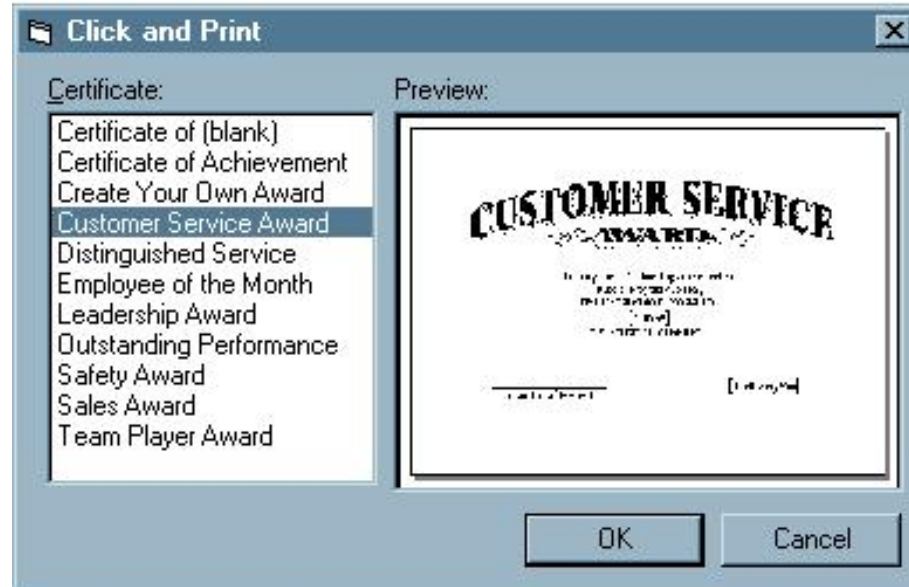 Click and Print
Certificate:
Certificate of (blank)
Certificate of Achievement
Create Your Own Award
Customer Service Award
Distinguished Service
Employee of the Month
Leadership Award
Outstanding Performance
Safety Award
Sales Award
Team Player Award
Preview:
CUSTOMER SERVICE
AWARD
OK
Cancel